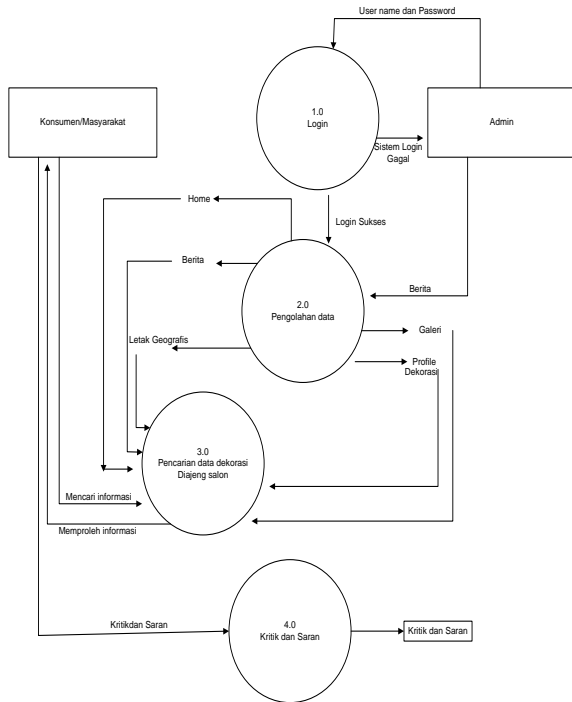 User name dan Password
Konsumen/Masyarakat
1.0
Login
Admin
Sistem Login
Gagal
Home
Login Sukses
Berita
Berita
2.0
Pengolahan data
Galeri
Letak Geografis
Profile
Dekorasi
3.0
Pencarian data dekorasi
Diajeng salon
Mencari informasi
Memproleh informasi
Kritikdan Saran
4.0
Kritik dan Saran
Kritik dan Saran